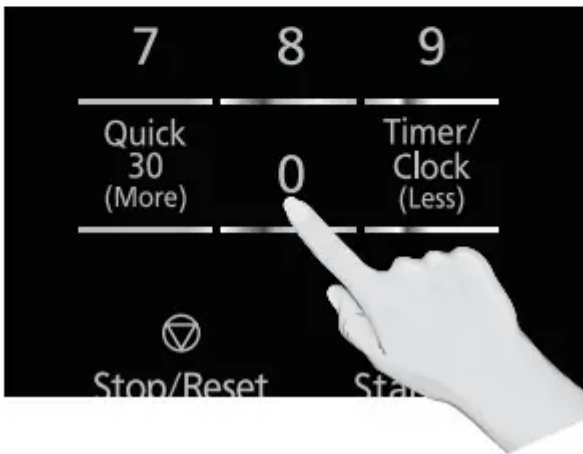 7 8 9
Quick 30 (More)
0
Timer/ Clock (Less)
Stop/Reset